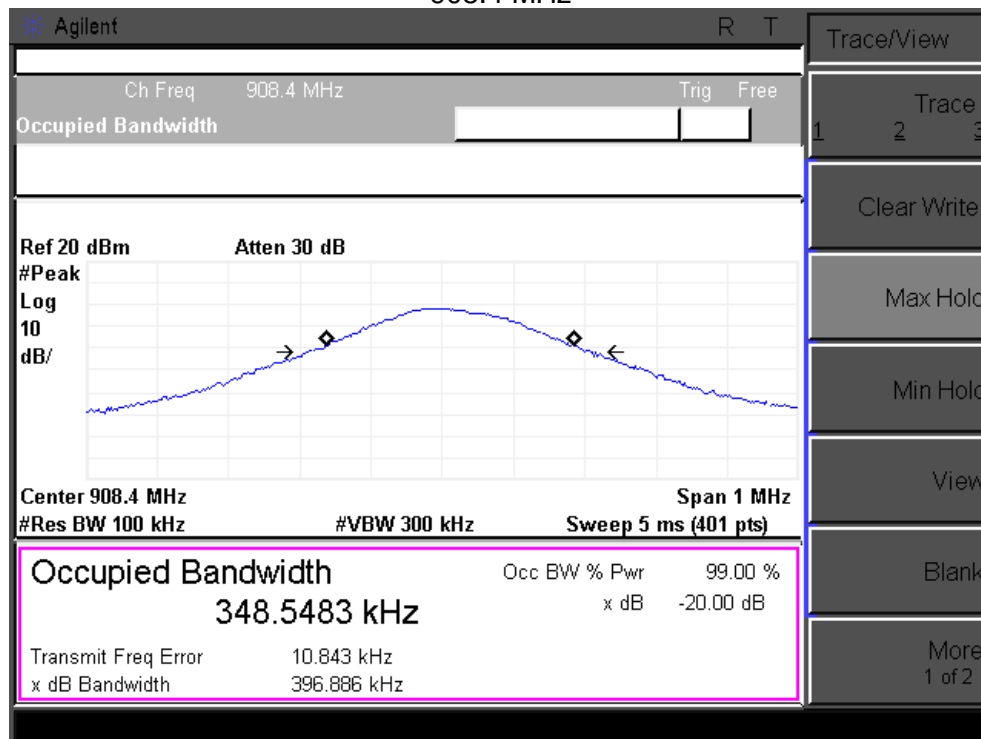 Agilent R T
Ch Freq 908.4 MHz Trig Free
Occupied Bandwidth
Ref 20 dBm Atten 30 dB
#Peak
Log
10
dB/
Center 908.4 MHz Span 1 MHz
#Res BW 100 kHz #VBW 300 kHz Sweep 5 ms (401 pts)
Occupied Bandwidth
348.5483 kHz
Occ BW % Pwr 99.00 %
x dB -20.00 dB
Transmit Freq Error 10.843 kHz
x dB Bandwidth 396.886 kHz
Trace/View
Trace
1 2 3
Clear Write
Max Hold
Min Hold
View
Blank
More
1 of 2